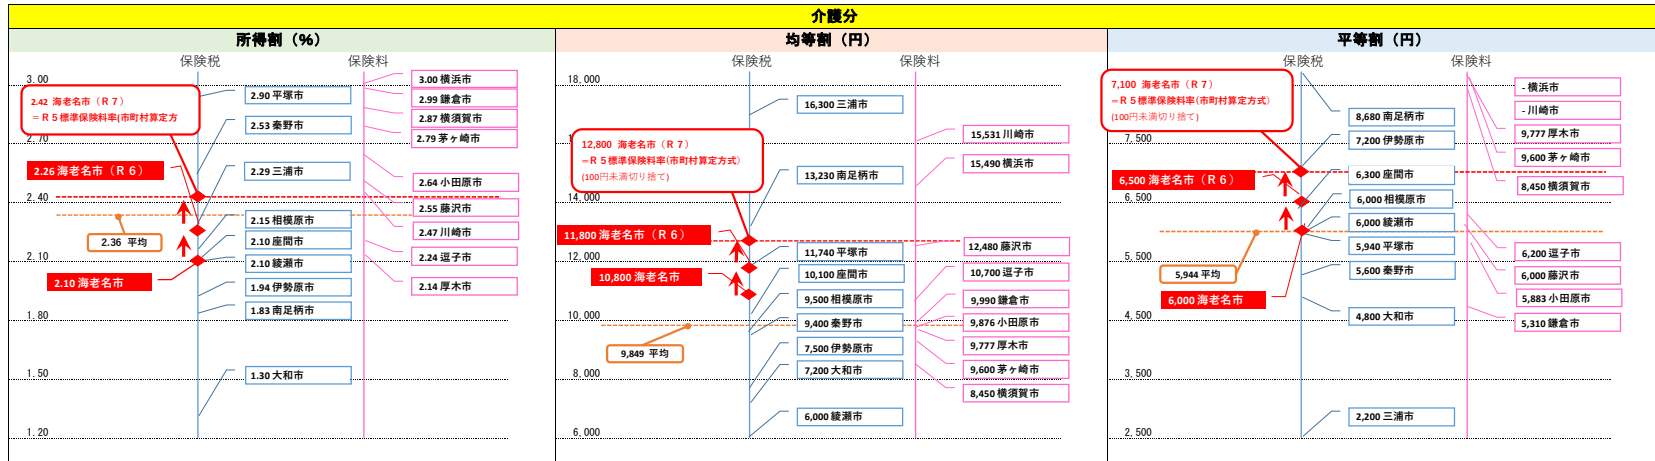 介護分
所得割（%）
保険税
保険料
3.00
2.70
2.40
2.10
1.80
1.50
1.20
2.42 海老名市（Ｒ７）
＝Ｒ５標準保険料率(市町村算定方
2.26 海老名市（Ｒ６）
2.36 平均
2.10 海老名市
2.90 平塚市
2.53 秦野市
2.29 三浦市
2.15 相模原市
2.10 座間市
2.10 綾瀬市
1.94 伊勢原市
1.83 南足柄市
1.30 大和市
3.00 横浜市
2.99 鎌倉市
2.87 横須賀市
2.79 茅ヶ崎市
2.64 小田原市
2.55 藤沢市
2.47 川崎市
2.24 逗子市
2.14 厚木市
均等割（円）
保険税
保険料
18,000
14,000
12,000
10,000
8,000
6,000
12,800 海老名市（Ｒ７）
＝Ｒ５標準保険料率(市町村算定方式)
(100円未満切り捨て)
11,800 海老名市（Ｒ６）
10,800 海老名市
9,849 平均
16,300 三浦市
13,230 南足柄市
11,740 平塚市
10,100 座間市
9,500 相模原市
9,400 秦野市
7,500 伊勢原市
7,200 大和市
6,000 綾瀬市
15,531 川崎市
15,490 横浜市
12,480 藤沢市
10,700 逗子市
9,990 鎌倉市
9,876 小田原市
9,777 厚木市
9,600 茅ヶ崎市
8,450 横須賀市
平等割（円）
保険税
保険料
7,500
6,500
5,500
4,500
3,500
2,500
7,100 海老名市（Ｒ７）
＝Ｒ５標準保険料率(市町村算定方式)
(100円未満切り捨て)
6,500 海老名市（Ｒ６）
5,944 平均
6,000 海老名市
8,680 南足柄市
7,200 伊勢原市
6,300 座間市
6,000 相模原市
6,000 綾瀬市
5,940 平塚市
5,600 秦野市
4,800 大和市
2,200 三浦市
- 横浜市
- 川崎市
9,777 厚木市
9,600 茅ヶ崎市
8,450 横須賀市
6,200 逗子市
6,000 藤沢市
5,883 小田原市
5,310 鎌倉市